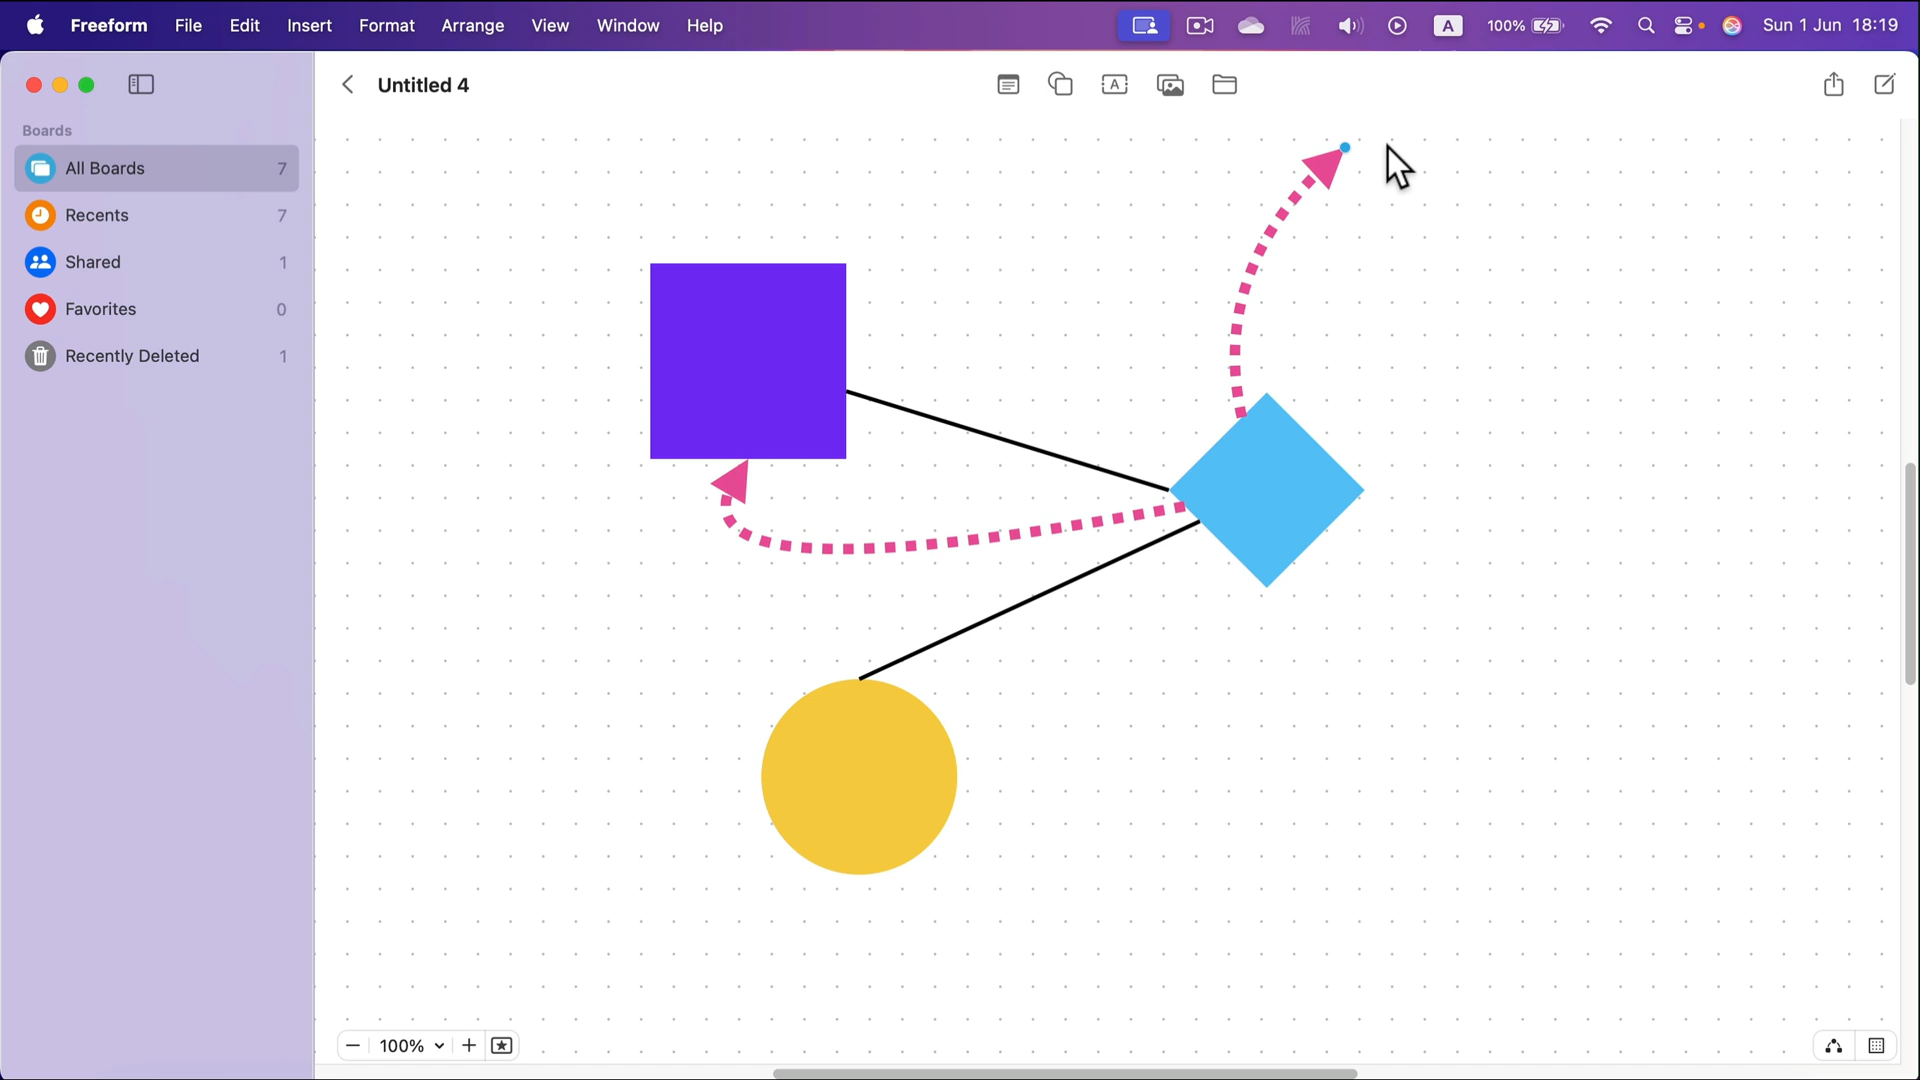 Freeform File Edit Insert Format Arrange View Window Help A 100% Sun 1 Jun 18:19
Untitled 4
A
Boards
All Boards 7
Recents 7
Shared 1
Favorites 0
Recently Deleted 1
100%